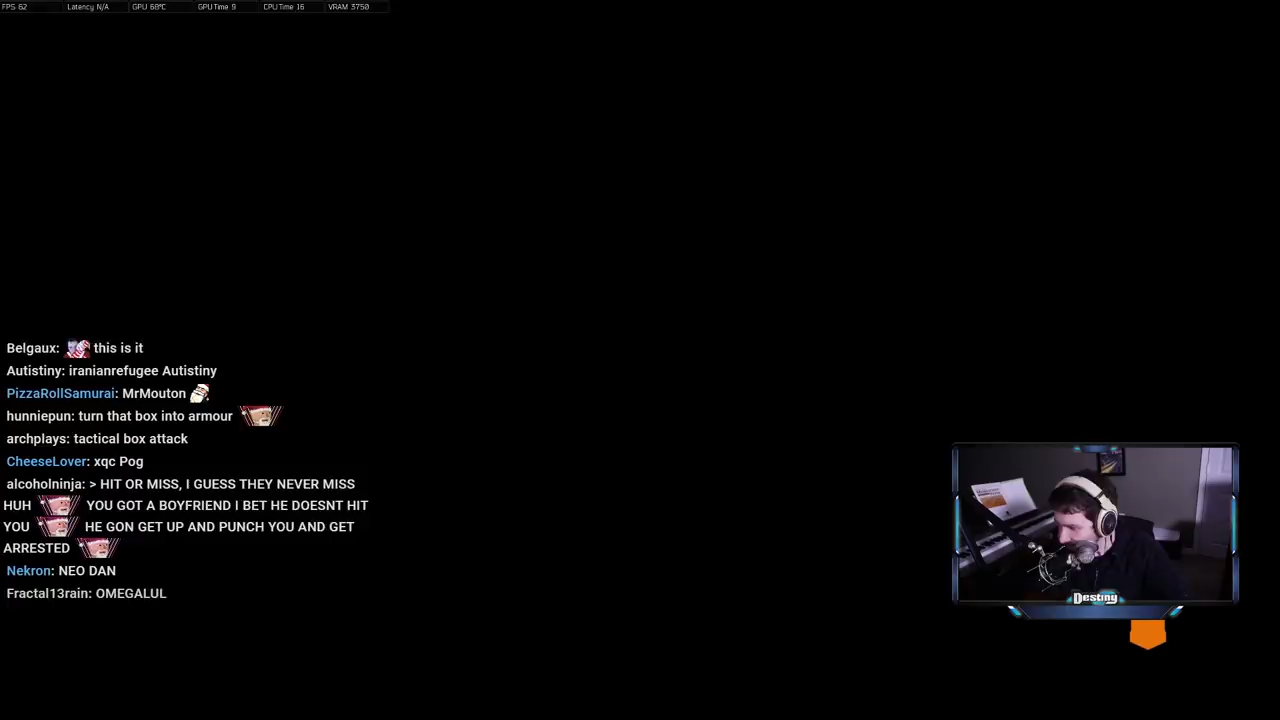 FPS 62 Latency N/A GPU 68°C GPU Time 9 CPU Time 16 VRAM 3750
Belgaux: this is it
Autistiny: iranianrefugee Autistiny
PizzaRollSamurai: MrMouton
hunniepun: turn that box into armour
archplays: tactical box attack
CheeseLover: xqc Pog
alcoholninja: > HIT OR MISS, I GUESS THEY NEVER MISS
HUH YOU GOT A BOYFRIEND I BET HE DOESNT HIT
YOU HE GON GET UP AND PUNCH YOU AND GET
ARRESTED
Nekron: NEO DAN
Fractal13rain: OMEGALUL
Destiny